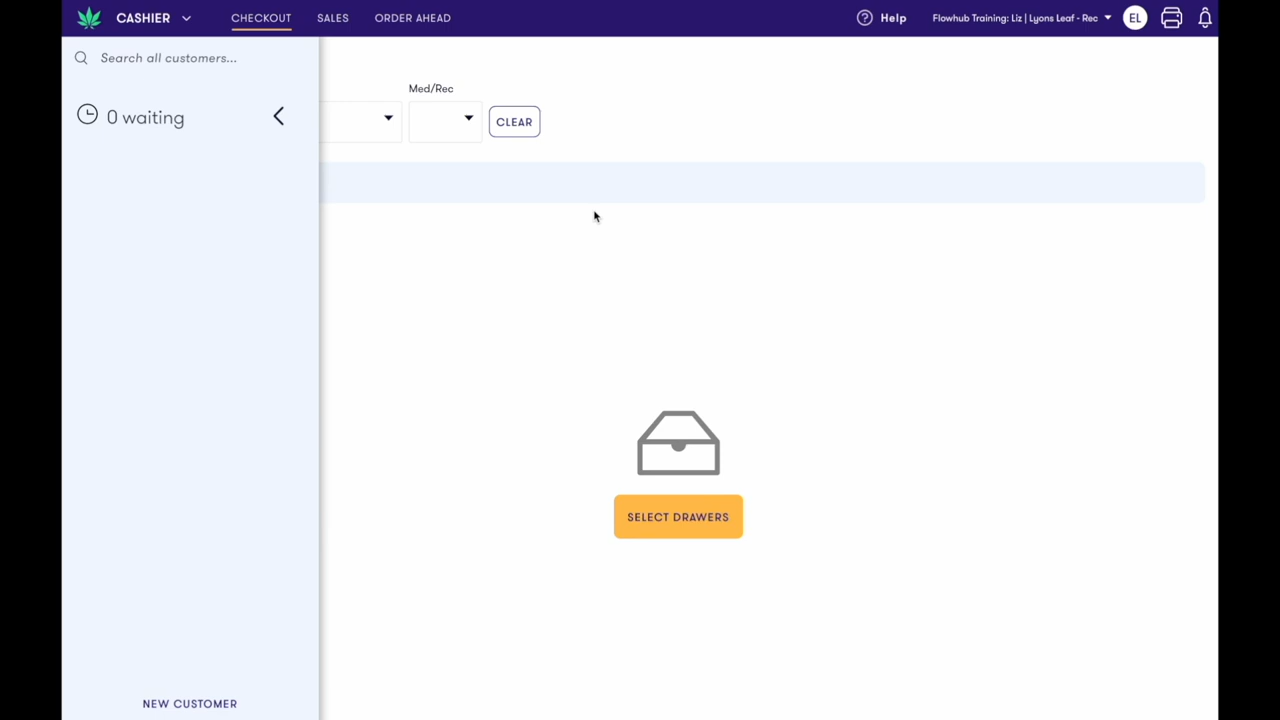 CASHIER
CHECKOUT
SALES
ORDER AHEAD
Help
Flowhub Training: Liz | Lyons Leaf - Rec
EL
Search all customers...
0 waiting
Med/Rec
CLEAR
SELECT DRAWERS
NEW CUSTOMER